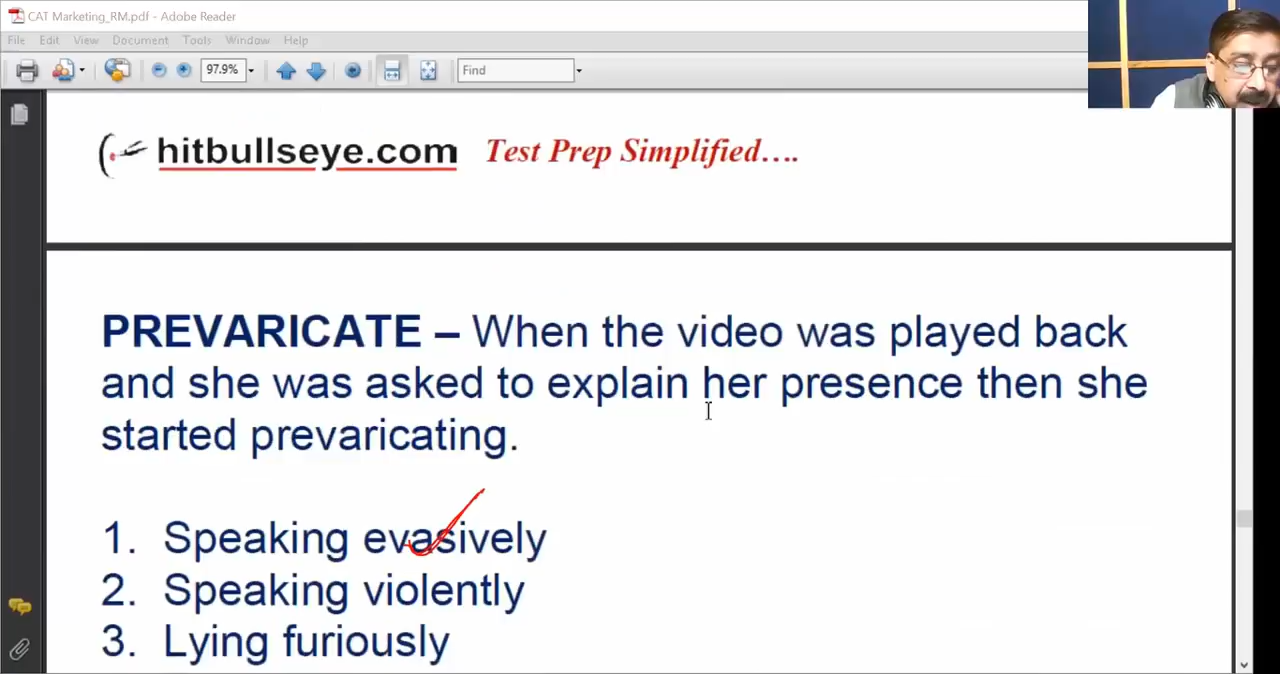 CAT Marketing_RM.pdf - Adobe Reader
File Edit View Document Tools Window Help
97.9% Find
hitbullseye.com Test Prep Simplified....
PREVARICATE – When the video was played back
and she was asked to explain her presence then she
started prevaricating.
1. Speaking evasively
2. Speaking violently
3. Lying furiously